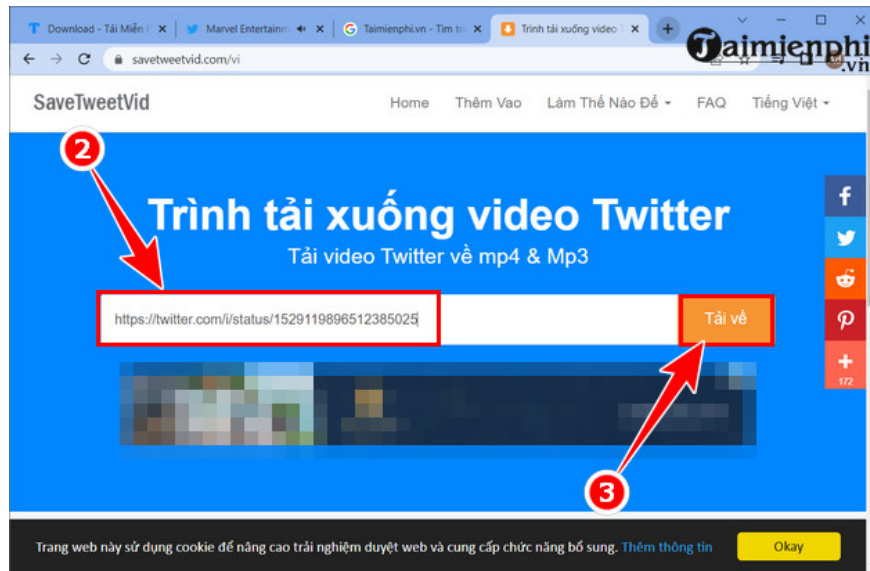 Download - Tải Miễn
Marvel Entertainm
Taimienphi.vn - Tìm
Trình tải xuống video
Taimienphi
.vn
savetweetvid.com/vi
SaveTweetVid
Home Thêm Vao Làm Thế Nào Để FAQ Tiếng Việt
2
Trình tải xuống video Twitter
Tải video Twitter về mp4 & Mp3
https://twitter.com/i/status/1529119896512385025
Tải về
172
3
Trang web này sử dụng cookie để nâng cao trải nghiệm duyệt web và cung cấp chức năng bổ sung. Thêm thông tin
Okay